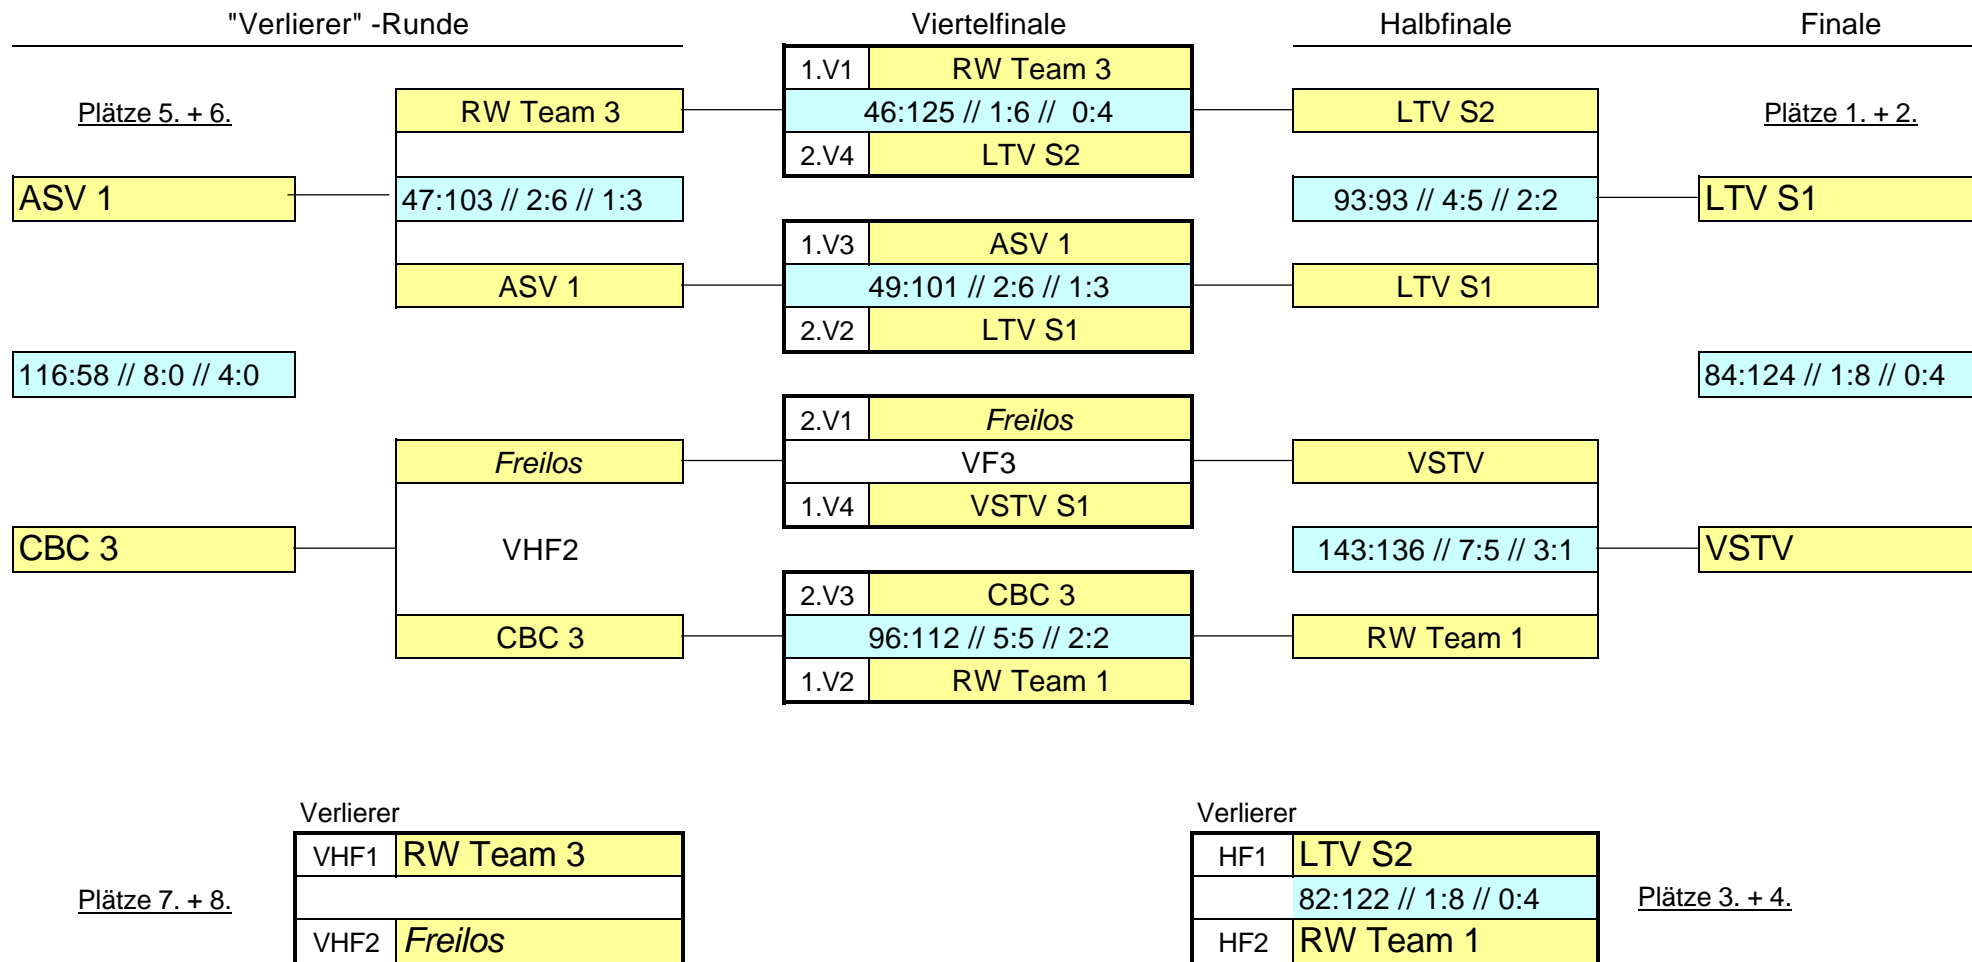 "Verlierer" -Runde Viertelfinale Halbfinale Finale
1.V1 RW Team 3
Plätze 5. + 6. RW Team 3 46:125 // 1:6 // 0:4 LTV S2 Plätze 1. + 2.
2.V4 LTV S2
ASV 1 47:103 // 2:6 // 1:3 93:93 // 4:5 // 2:2 LTV S1
1.V3 ASV 1
ASV 1 49:101 // 2:6 // 1:3 LTV S1
2.V2 LTV S1
116:58 // 8:0 // 4:0 84:124 // 1:8 // 0:4
2.V1 Freilos
Freilos VF3 VSTV
1.V4 VSTV S1
CBC 3 VHF2 143:136 // 7:5 // 3:1 VSTV
2.V3 CBC 3
CBC 3 96:112 // 5:5 // 2:2 RW Team 1
1.V2 RW Team 1
Verlierer Verlierer
VHF1 RW Team 3 HF1 LTV S2
Plätze 7. + 8. 82:122 // 1:8 // 0:4 Plätze 3. + 4.
VHF2 Freilos HF2 RW Team 1